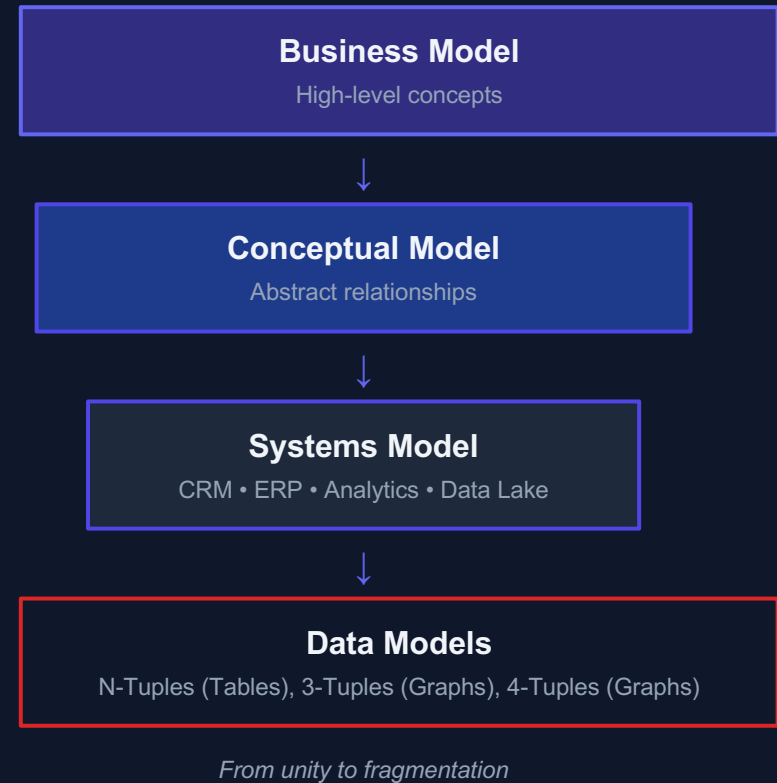 Business Model
High-level concepts
↓
Conceptual Model
Abstract relationships
↓
Systems Model
CRM • ERP • Analytics • Data Lake
↓
Data Models
N-Tuples (Tables), 3-Tuples (Graphs), 4-Tuples (Graphs)
From unity to fragmentation